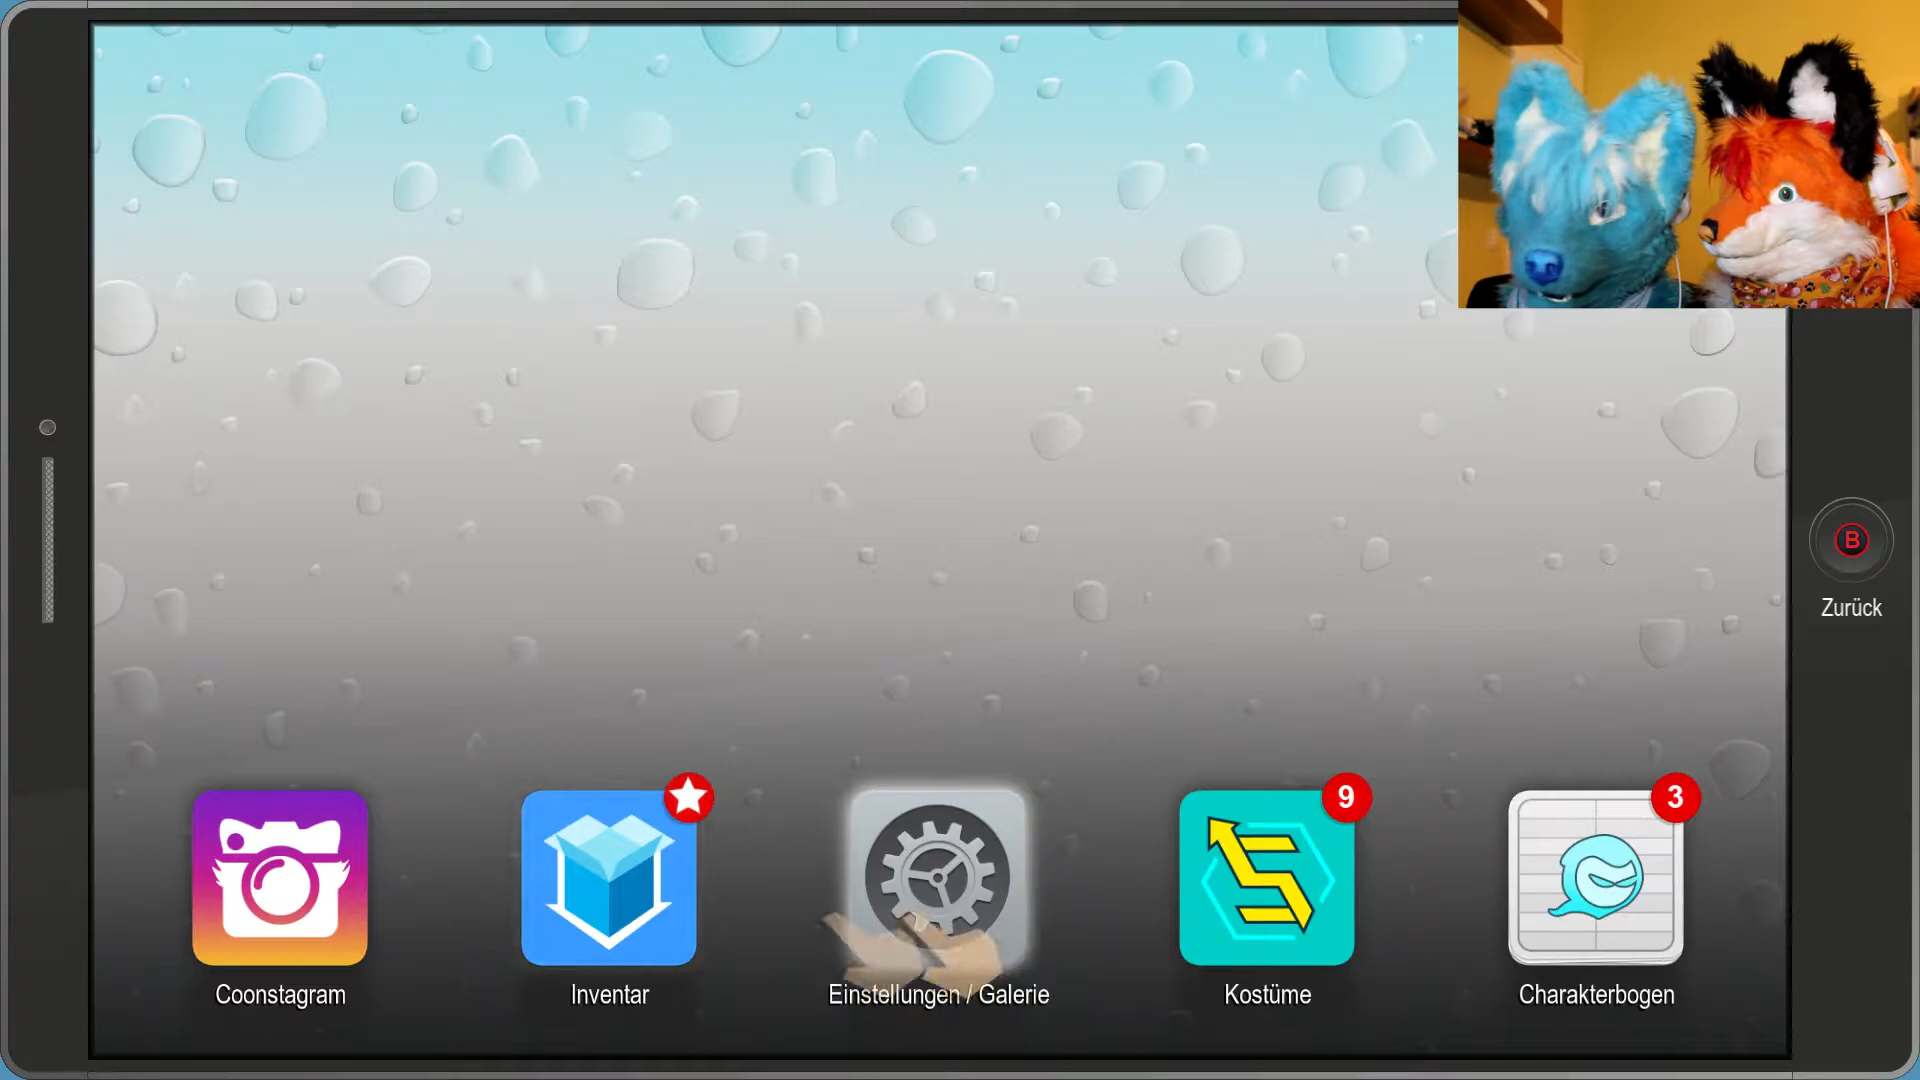 B
Zurück
9
3
Coonstagram
Inventar
Einstellungen / Galerie
Kostüme
Charakterbogen